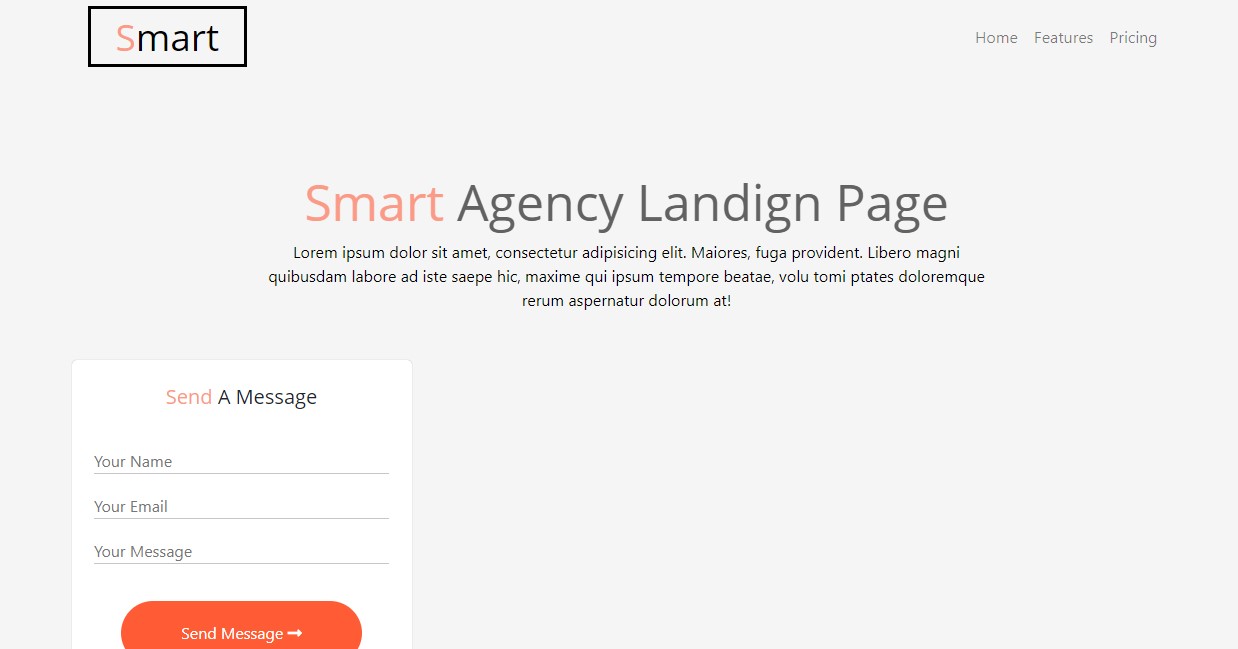 Smart
Home Features Pricing
Smart Agency Landign Page
Lorem ipsum dolor sit amet, consectetur adipisicing elit. Maiores, fuga provident. Libero magni
quibusdam labore ad iste saepe hic, maxime qui ipsum tempore beatae, volu tomi ptates doloremque
rerum aspernatur dolorum at!
Send A Message
Your Name
Your Email
Your Message
Send Message